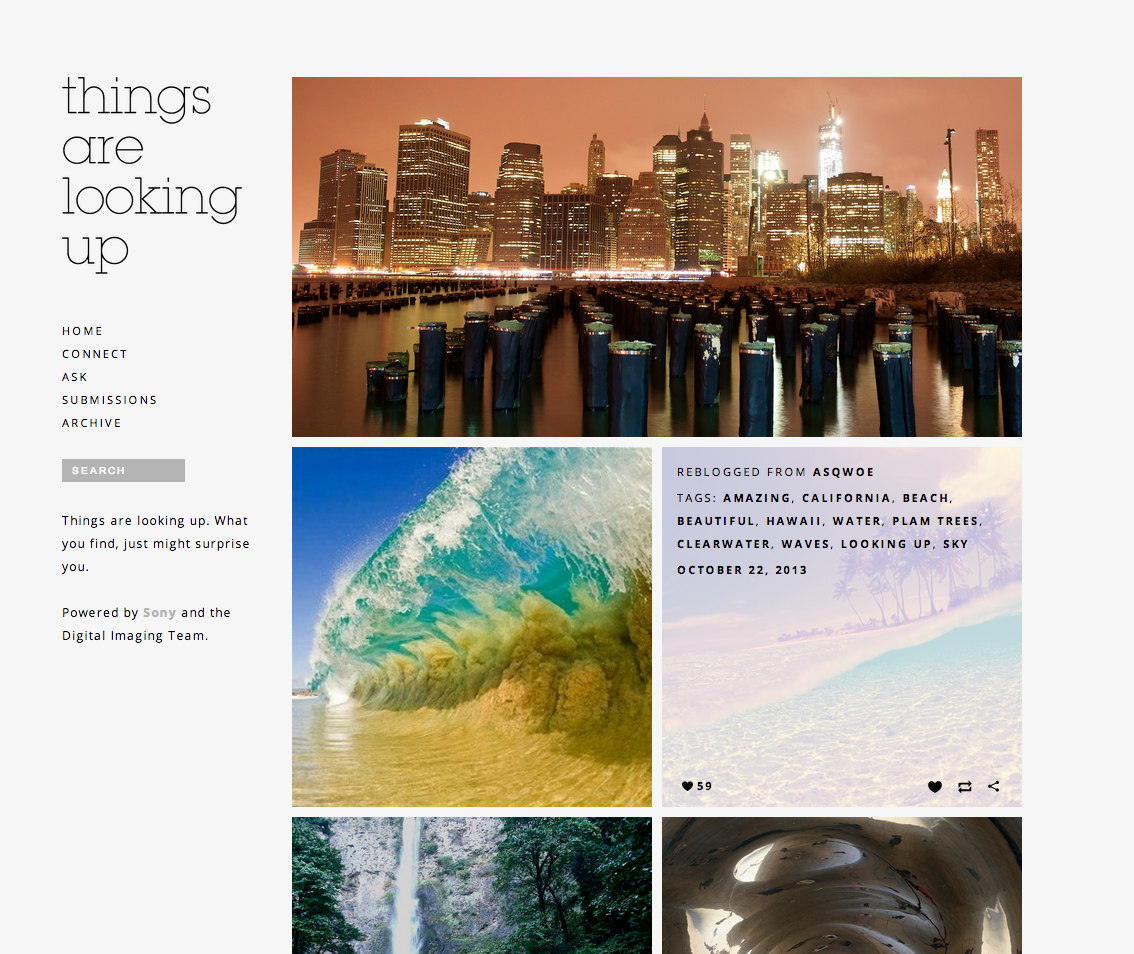 things
are
looking
up
HOME
CONNECT
ASK
SUBMISSIONS
ARCHIVE
SEARCH
Things are looking up. What
you find, just might surprise
you.
Powered by Sony and the
Digital Imaging Team.
REBLOGGED FROM ASQWOE
TAGS: AMAZING, CALIFORNIA, BEACH,
BEAUTIFUL, HAWAII, WATER, PLAM TREES,
CLEARWATER, WAVES, LOOKING UP, SKY
OCTOBER 22, 2013
59